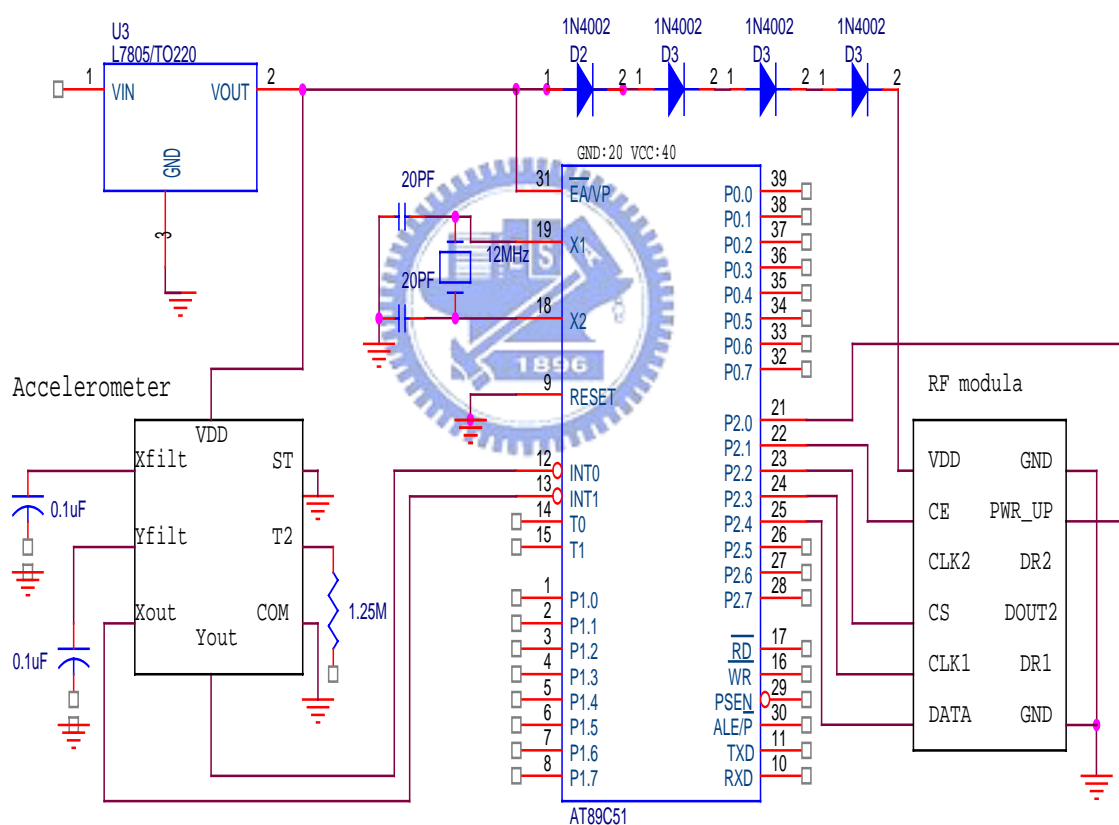 U3
L7805/TO220
1 VIN VOUT 2
GND
3
1N4002 1N4002 1N4002 1N4002
D2 D3 D3 D3
1 2 1 2 1 2 1 2
GND:20 VCC:40
20PF
12MHz
20PF
1896
31 EA/VP
19 X1
18 X2
9 RESET
12 INT0
13 INT1
14 T0
15 T1
1 P1.0
2 P1.1
3 P1.2
4 P1.3
5 P1.4
6 P1.5
7 P1.6
8 P1.7
P0.0 39
P0.1 38
P0.2 37
P0.3 36
P0.4 35
P0.5 34
P0.6 33
P0.7 32
P2.0 21
P2.1 22
P2.2 23
P2.3 24
P2.4 25
P2.5 26
P2.6 27
P2.7 28
RD 17
WR 16
PSEN 29
ALE/P 30
TXD 11
RXD 10
AT89C51
Accelerometer
VDD
Xfilt ST
Yfilt T2
Xout COM
Yout
0.1uF
0.1uF
1.25M
RF modula
VDD GND
CE PWR_UP
CLK2 DR2
CS DOUT2
CLK1 DR1
DATA GND